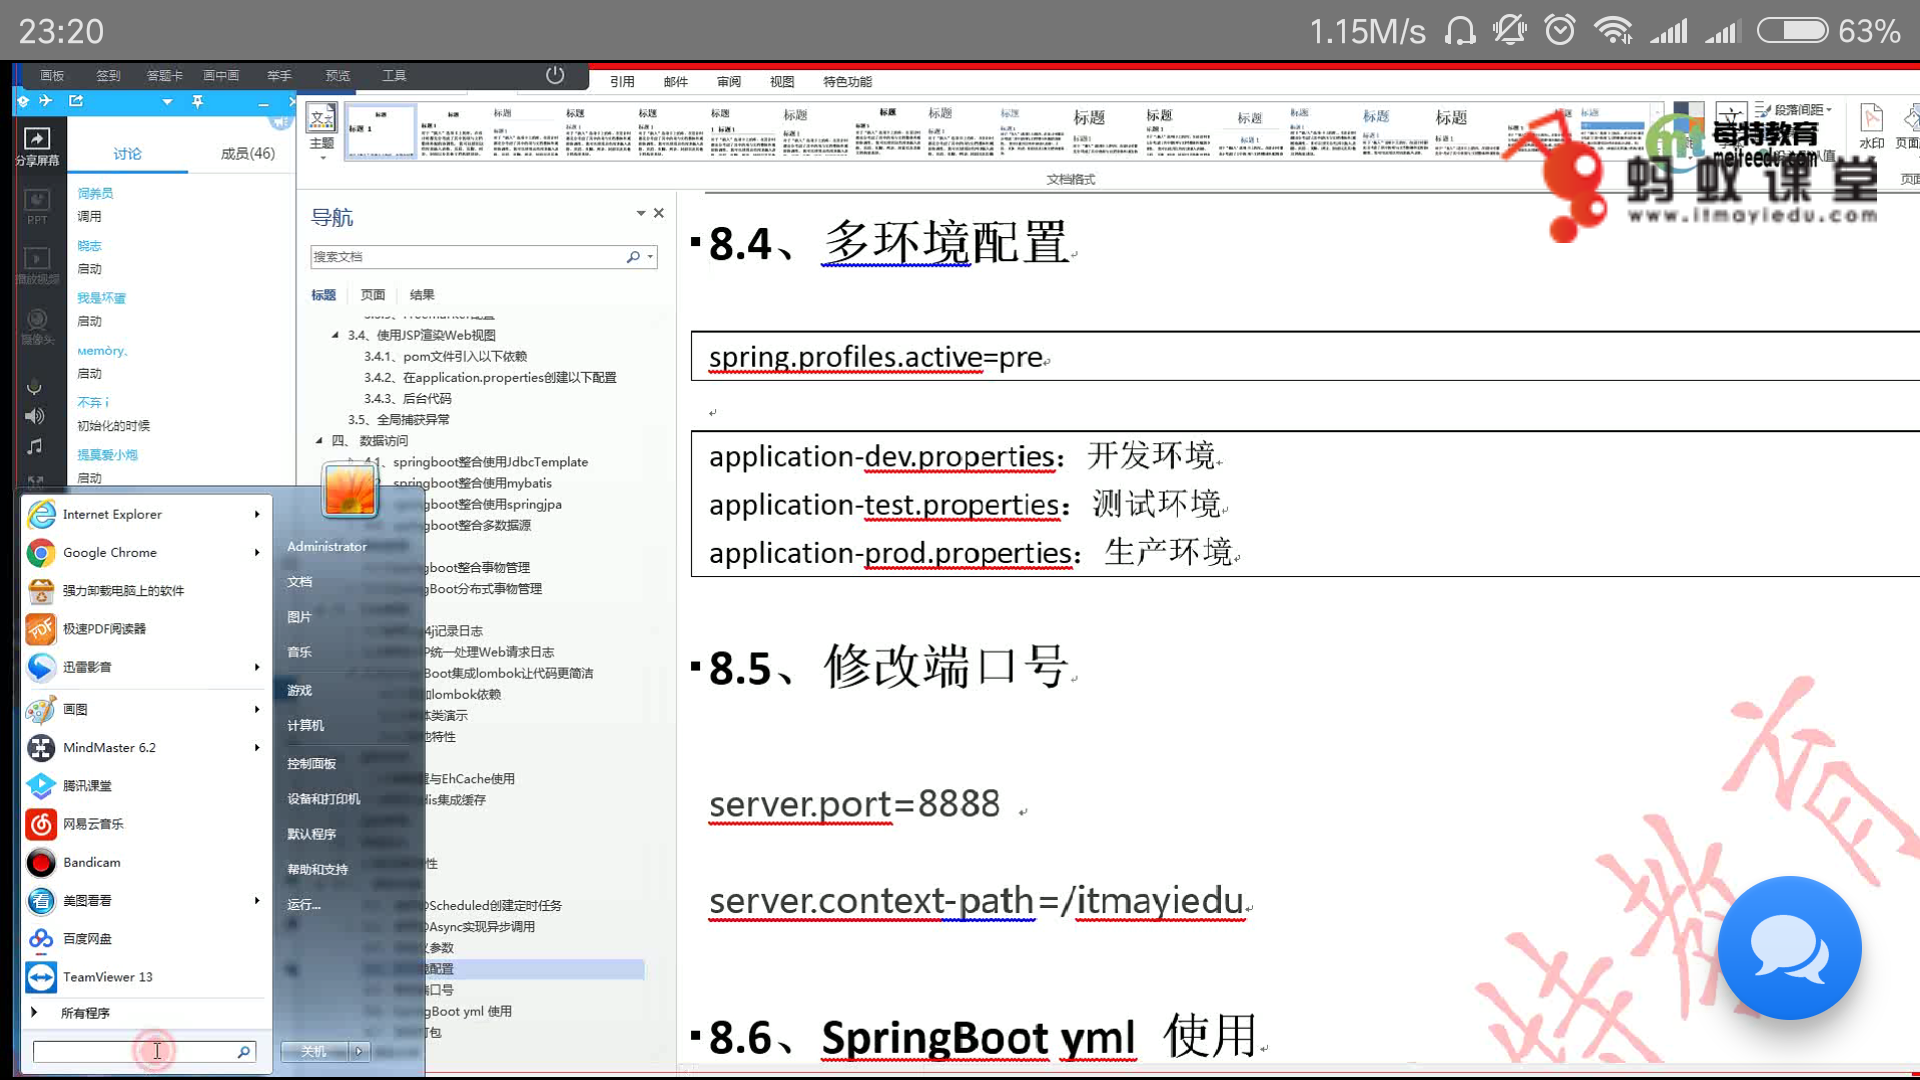 23:20
1.15M/s
63%
画板 签到 答题卡 画中画 举手 预览 工具
引用 邮件 审阅 视图 特色功能
分享屏幕
PPT
播放视频
摄像头
讨论 成员(46)
饲养员
调用
晓志
启动
我是坏蛋
启动
мemòry、
启动
不弃 i
初始化的时候
提莫爱小炮
启动
主题
标题 1
文档格式
段落间距
水印
每特教育
meiteedu.com
蚂蚁课堂
www.itmayiedu.com
导航
搜索文档
标题 页面 结果
3.4、使用JSP渲染Web视图
3.4.1、pom文件引入以下依赖
3.4.2、在application.properties创建以下配置
3.4.3、后台代码
3.5、全局捕获异常
四、 数据访问
4.1、springboot整合使用JdbcTemplate
springboot整合使用mybatis
springboot整合使用springjpa
ngboot整合多数据源
ngboot整合事物管理
ingBoot分布式事物管理
4j记录日志
P统一处理Web请求日志
Boot集成lombok让代码更简洁
加lombok依赖
体类演示
他特性
置与EhCache使用
dis集成缓存
性
Scheduled创建定时任务
Async实现异步调用
义参数
境配置
口号
gBoot yml 使用
打包
Internet Explorer
Google Chrome
强力卸载电脑上的软件
极速PDF阅读器
迅雷影音
画图
MindMaster 6.2
腾讯课堂
网易云音乐
Bandicam
美图看看
百度网盘
TeamViewer 13
所有程序
Administrator
文档
图片
音乐
游戏
计算机
控制面板
设备和打印机
默认程序
帮助和支持
运行...
关机
8.4、多环境配置
spring.profiles.active=pre
application-dev.properties：开发环境
application-test.properties：测试环境
application-prod.properties：生产环境
8.5、修改端口号
server.port=8888
server.context-path=/itmayiedu
8.6、SpringBoot yml 使用